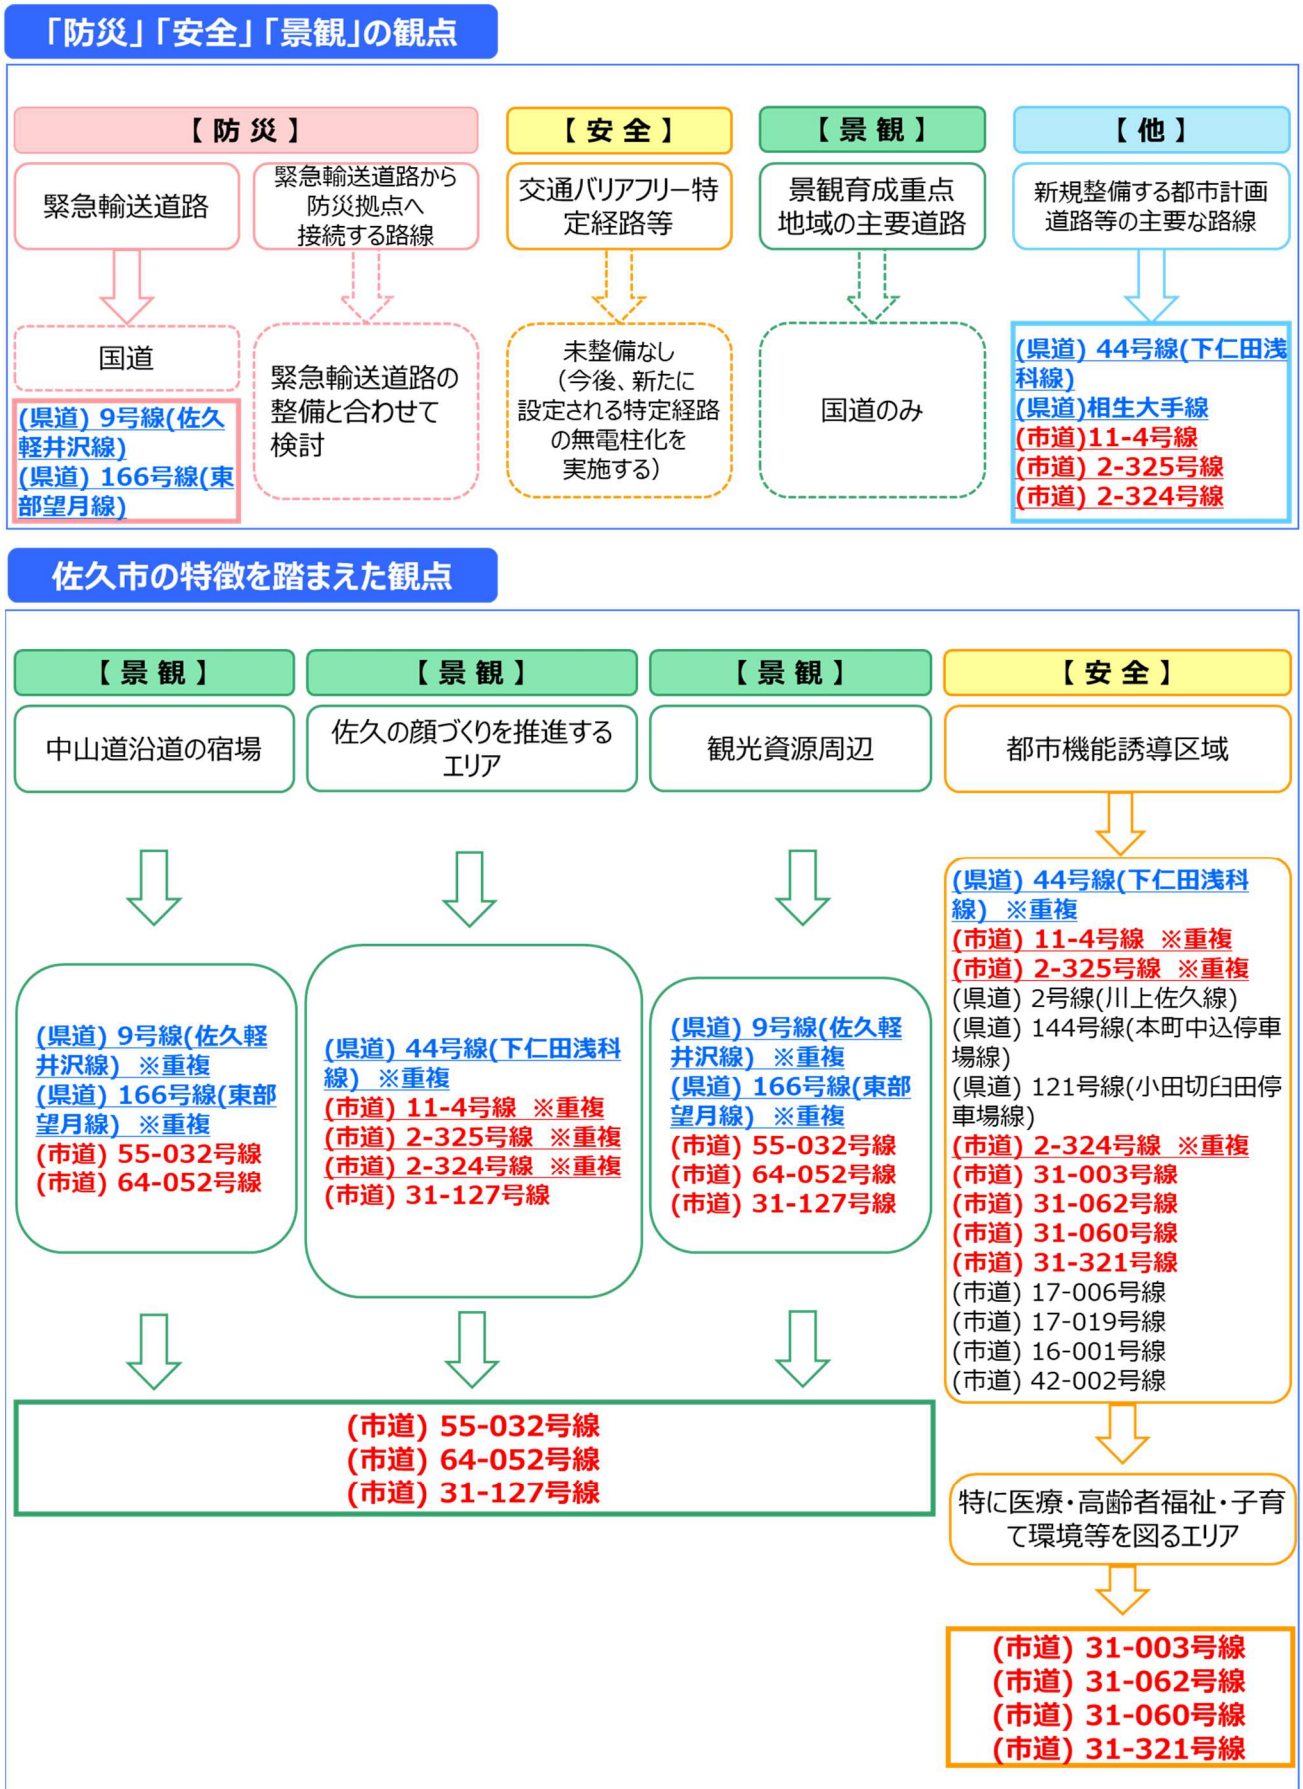 「防災」「安全」「景観」の観点
【 防 災 】
緊急輸送道路
国道
(県道) 9号線(佐久
軽井沢線)
(県道) 166号線(東
部望月線)
緊急輸送道路から
防災拠点へ
接続する路線
緊急輸送道路の
整備と合わせて
検討
【 安 全 】
交通バリアフリー特
定経路等
未整備なし
（今後、新たに
設定される特定経路
の無電柱化を
実施する）
【 景 観 】
景観育成重点
地域の主要道路
国道のみ
【 他 】
新規整備する都市計画
道路等の主要な路線
(県道) 44号線(下仁田浅
科線)
(県道)相生大手線
(市道)11-4号線
(市道) 2-325号線
(市道) 2-324号線
佐久市の特徴を踏まえた観点
【 景 観 】
中山道沿道の宿場
(県道) 9号線(佐久軽
井沢線) ※重複
(県道) 166号線(東部
望月線) ※重複
(市道) 55-032号線
(市道) 64-052号線
【 景 観 】
佐久の顔づくりを推進する
エリア
(県道) 44号線(下仁田浅科
線) ※重複
(市道) 11-4号線 ※重複
(市道) 2-325号線 ※重複
(市道) 2-324号線 ※重複
(市道) 31-127号線
【 景 観 】
観光資源周辺
(県道) 9号線(佐久軽
井沢線) ※重複
(県道) 166号線(東部
望月線) ※重複
(市道) 55-032号線
(市道) 64-052号線
(市道) 31-127号線
(市道) 55-032号線
(市道) 64-052号線
(市道) 31-127号線
【 安 全 】
都市機能誘導区域
(県道) 44号線(下仁田浅科
線) ※重複
(市道) 11-4号線 ※重複
(市道) 2-325号線 ※重複
(県道) 2号線(川上佐久線)
(県道) 144号線(本町中込停車
場線)
(県道) 121号線(小田切臼田停
車場線)
(市道) 2-324号線 ※重複
(市道) 31-003号線
(市道) 31-062号線
(市道) 31-060号線
(市道) 31-321号線
(市道) 17-006号線
(市道) 17-019号線
(市道) 16-001号線
(市道) 42-002号線
特に医療・高齢者福祉・子育
て環境等を図るエリア
(市道) 31-003号線
(市道) 31-062号線
(市道) 31-060号線
(市道) 31-321号線